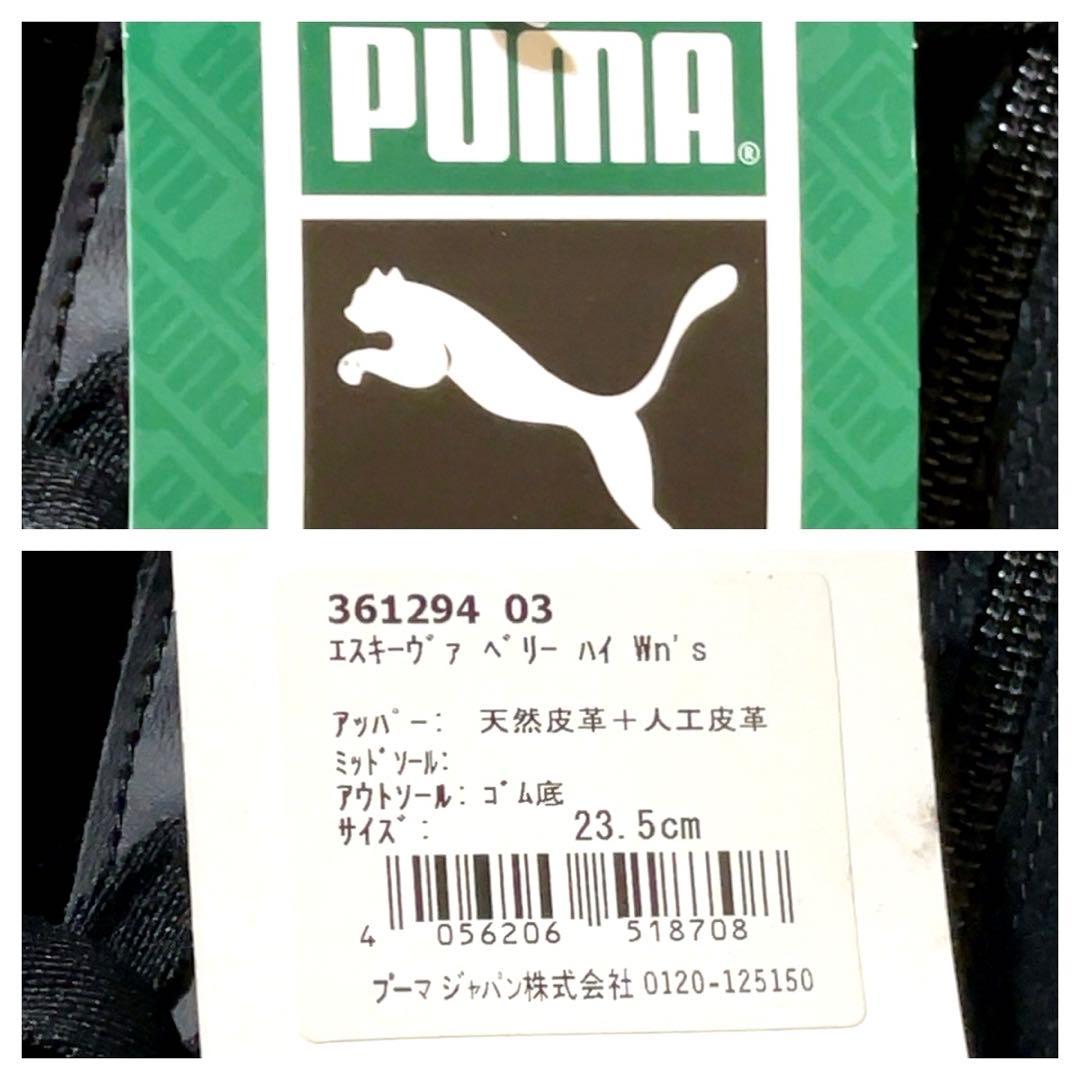 PUMA®
361294 03
ｴｽｷｰｳﾞｧ ﾍﾞﾘｰ ﾊｲ Wn's
ｱｯﾊﾟｰ: 天然皮革＋人工皮革
ﾐｯﾄﾞｿｰﾙ:
ｱｳﾄｿｰﾙ: ｺﾞﾑ底
ｻｲｽﾞ: 23.5cm
4 056206 518708
ﾌﾟｰﾏ ｼﾞｬﾊﾟﾝ株式会社 0120-125150